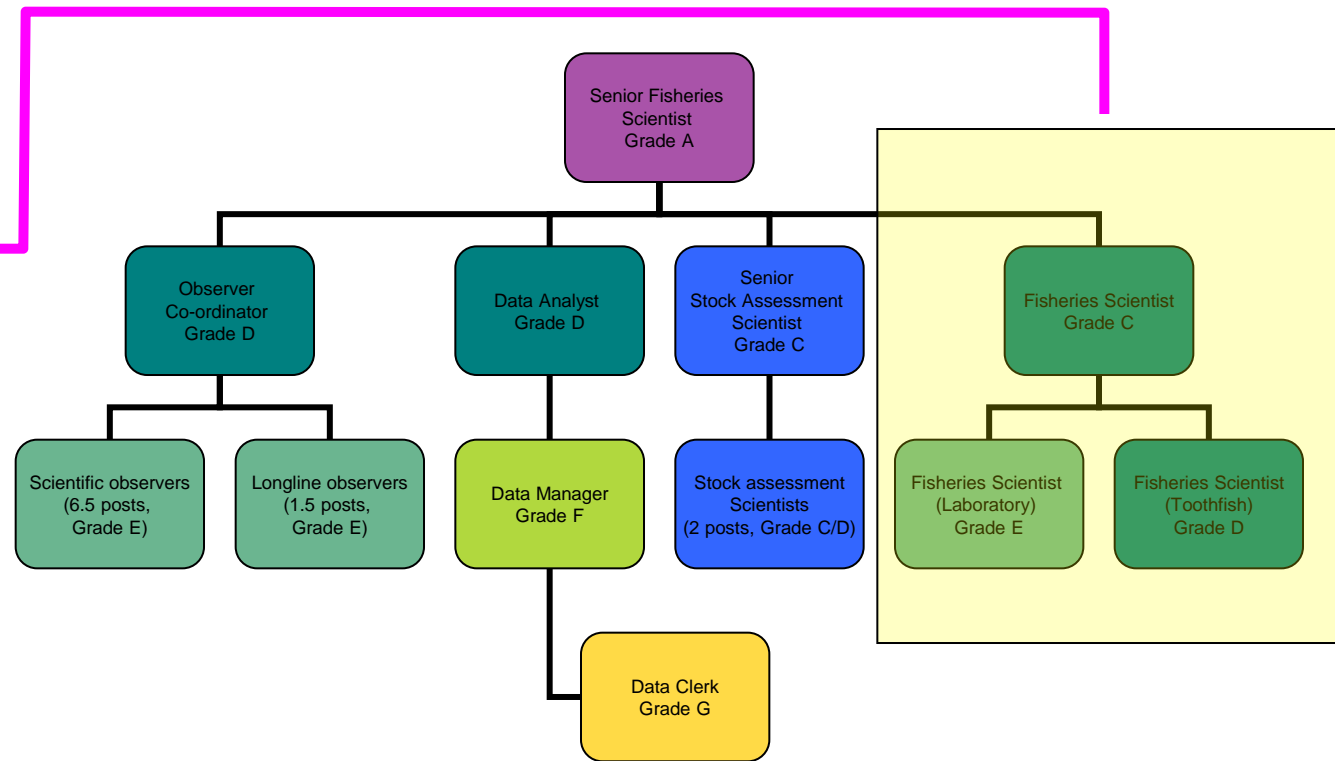 Senior Fisheries
Scientist
Grade A
Observer
Co-ordinator
Grade D
Data Analyst
Grade D
Senior
Stock Assessment
Scientist
Grade C
Fisheries Scientist
Grade C
Scientific observers
(6.5 posts,
Grade E)
Longline observers
(1.5 posts,
Grade E)
Data Manager
Grade F
Stock assessment
Scientists
(2 posts, Grade C/D)
Fisheries Scientist
(Laboratory)
Grade E
Fisheries Scientist
(Toothfish)
Grade D
Data Clerk
Grade G